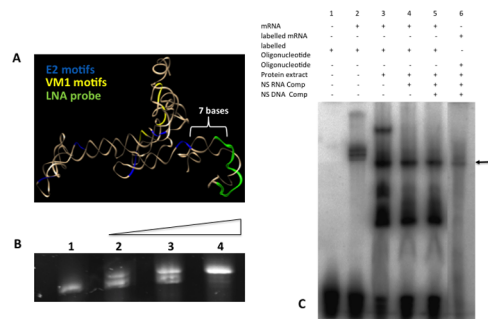 A
E2 motifs
VM1 motifs
LNA probe
7 bases
B
1 2 3 4
1 2 3 4 5 6
mRNA - + + + + -
labelled mRNA - - - - - +
labelled Oligonucleotide + + + + + -
Oligonucleotide - - - - - +
Protein extract - - + + + +
NS RNA Comp - - - + + +
NS DNA Comp - - - - + +
C